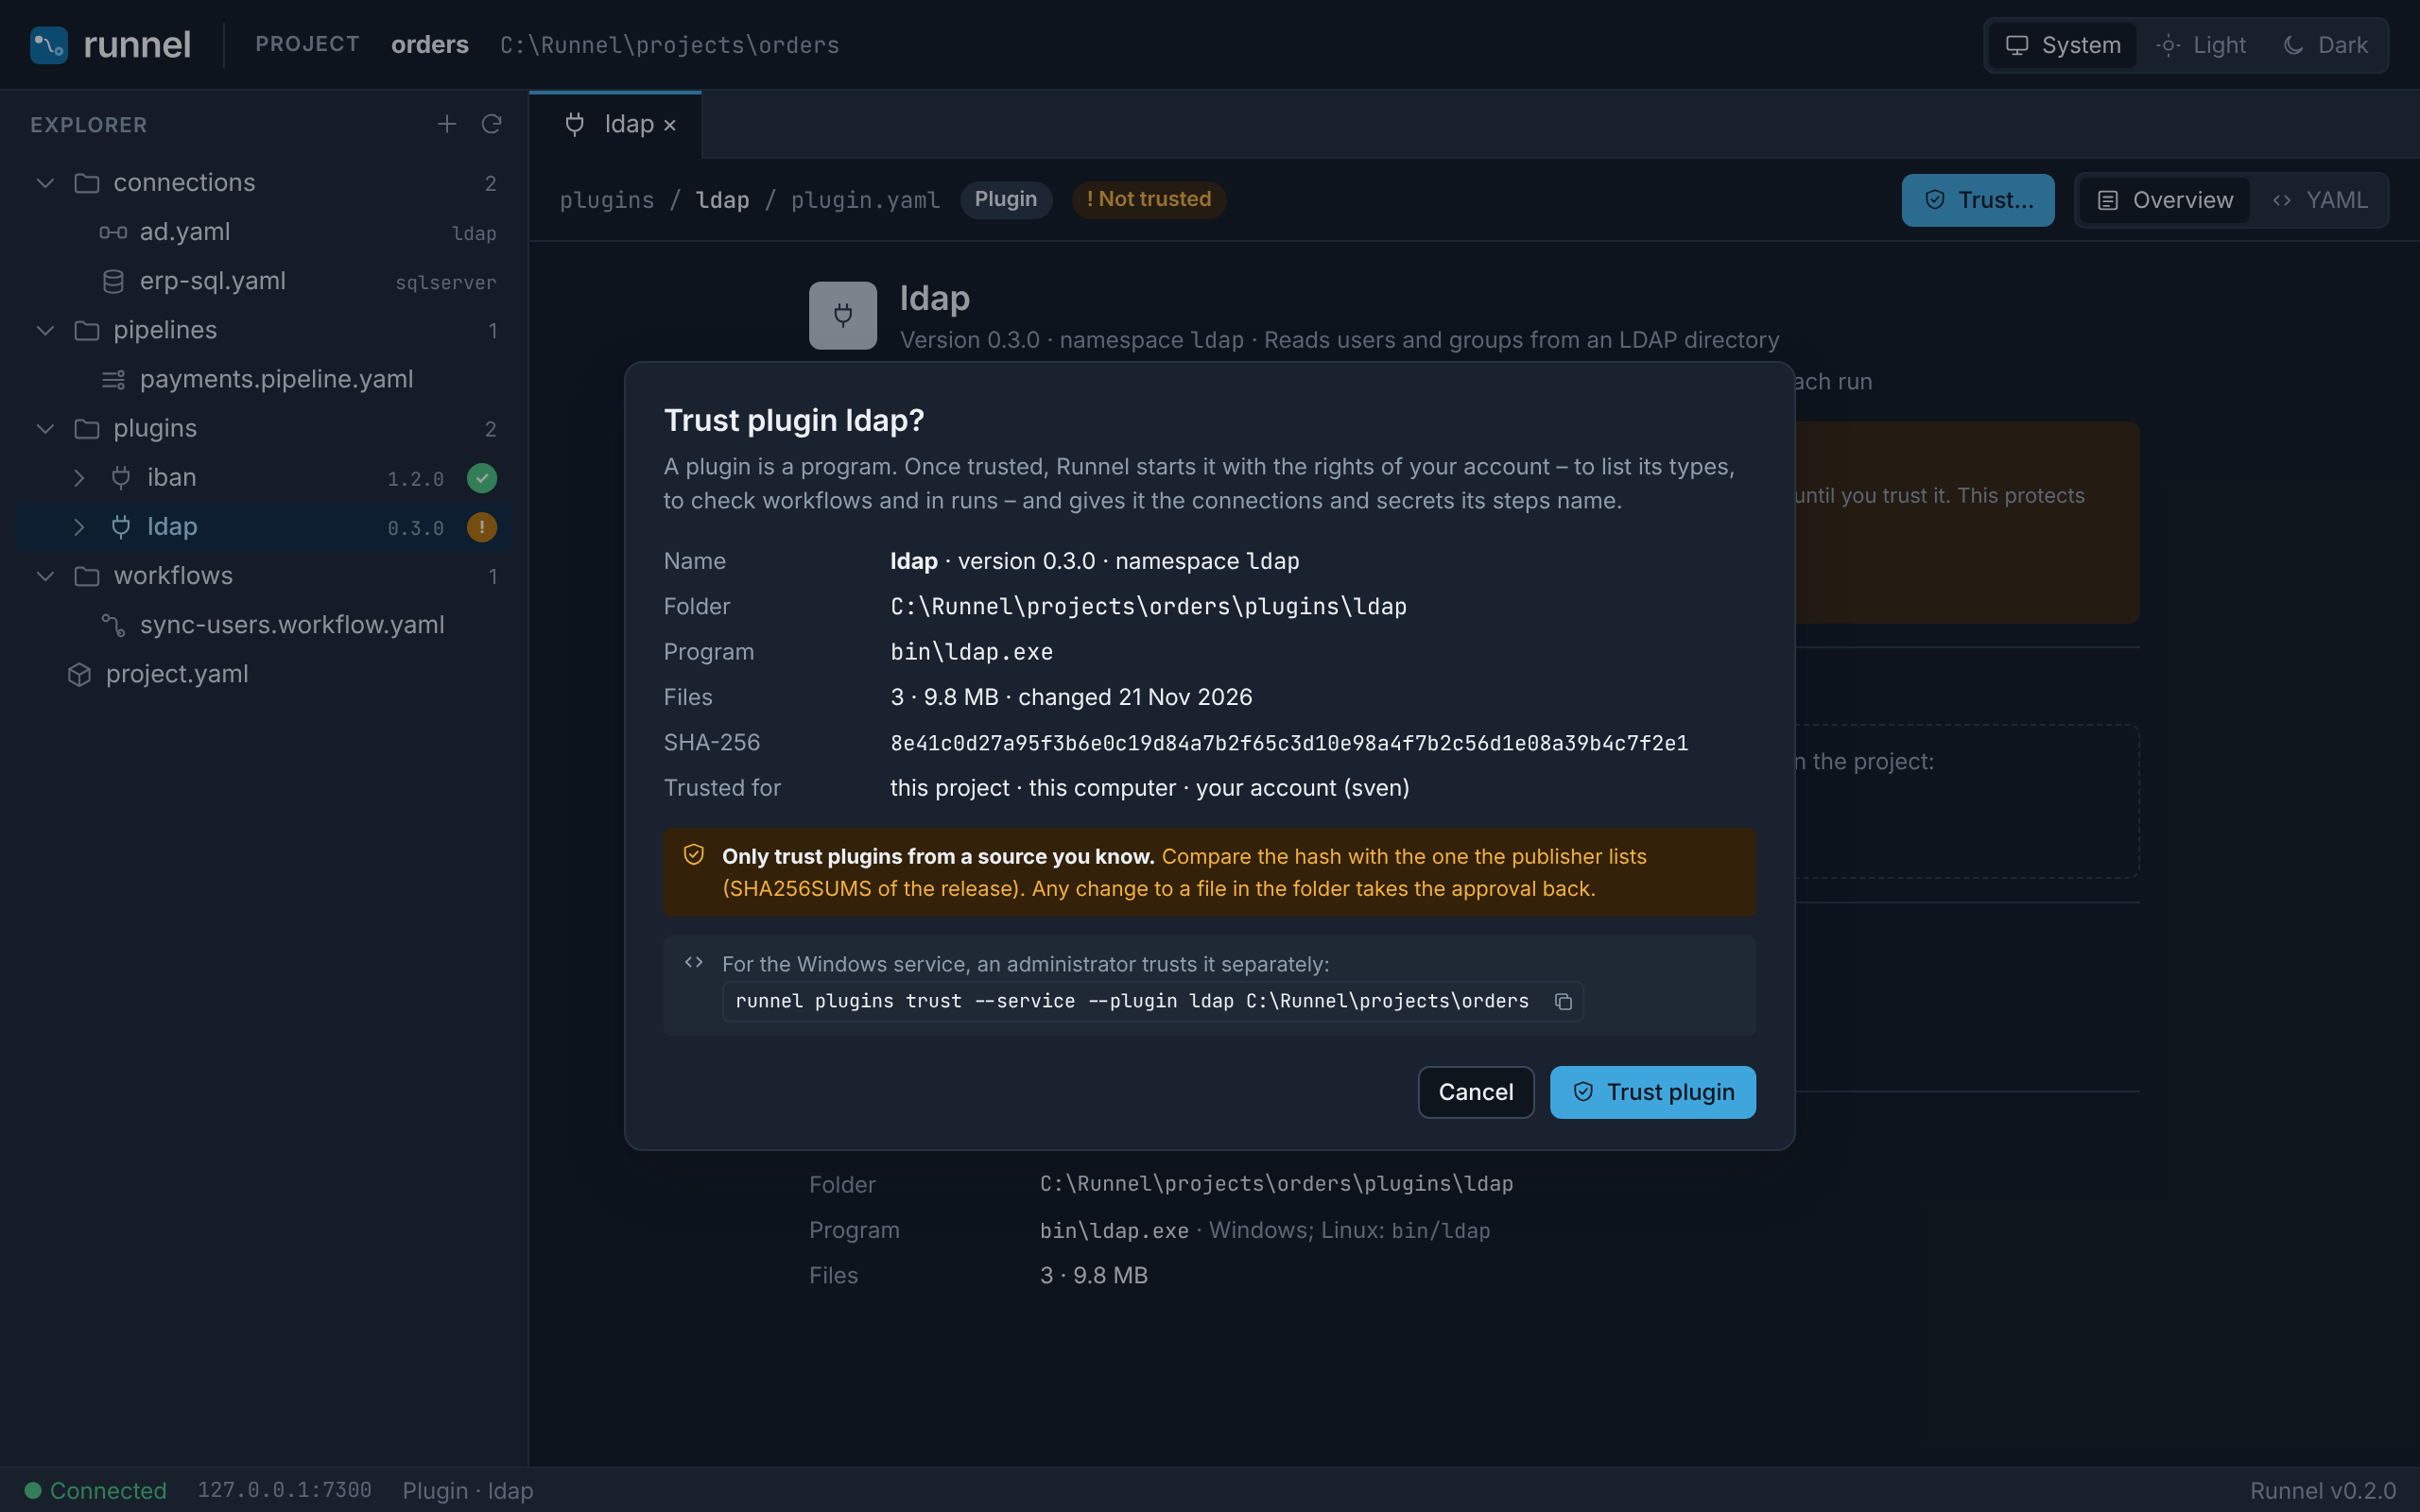 runnel PROJECT orders C:\Runnel\projects\orders System Light Dark
EXPLORER
connections 2
ad.yaml ldap
erp-sql.yaml sqlserver
pipelines 1
payments.pipeline.yaml
plugins 2
iban 1.2.0
ldap 0.3.0 !
workflows 1
sync-users.workflow.yaml
project.yaml
ldap ×
plugins / ldap / plugin.yaml Plugin ! Not trusted Trust... Overview YAML
ldap
Version 0.3.0 · namespace ldap · Reads users and groups from an LDAP directory
ach run
until you trust it. This protects
n the project:
Trust plugin ldap?
A plugin is a program. Once trusted, Runnel starts it with the rights of your account – to list its types,
to check workflows and in runs – and gives it the connections and secrets its steps name.
Name ldap · version 0.3.0 · namespace ldap
Folder C:\Runnel\projects\orders\plugins\ldap
Program bin\ldap.exe
Files 3 · 9.8 MB · changed 21 Nov 2026
SHA-256 8e41c0d27a95f3b6e0c19d84a7b2f65c3d10e98a4f7b2c56d1e08a39b4c7f2e1
Trusted for this project · this computer · your account (sven)
Only trust plugins from a source you know. Compare the hash with the one the publisher lists
(SHA256SUMS of the release). Any change to a file in the folder takes the approval back.
For the Windows service, an administrator trusts it separately:
runnel plugins trust --service --plugin ldap C:\Runnel\projects\orders
Cancel Trust plugin
Folder C:\Runnel\projects\orders\plugins\ldap
Program bin\ldap.exe · Windows; Linux: bin/ldap
Files 3 · 9.8 MB
Connected 127.0.0.1:7300 Plugin · ldap Runnel v0.2.0